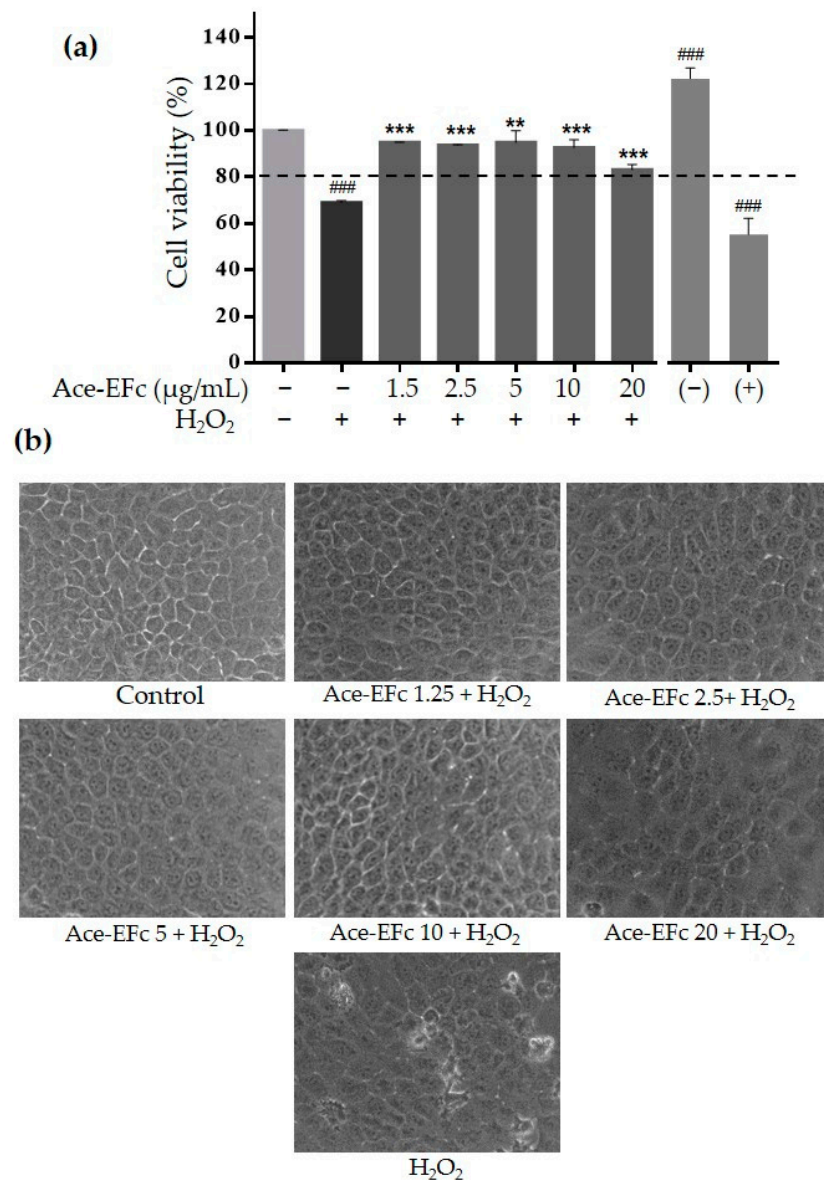 (a)
Cell viability (%)
140
120
100
80
60
40
20
0
###
***
***
**
***
***
###
###
Ace-EFc (µg/mL) – – 1.5 2.5 5 10 20 (−) (+)
H₂O₂ – + + + + + +
(b)
Control
Ace-EFc 1.25 + H₂O₂
Ace-EFc 2.5+ H₂O₂
Ace-EFc 5 + H₂O₂
Ace-EFc 10 + H₂O₂
Ace-EFc 20 + H₂O₂
H₂O₂